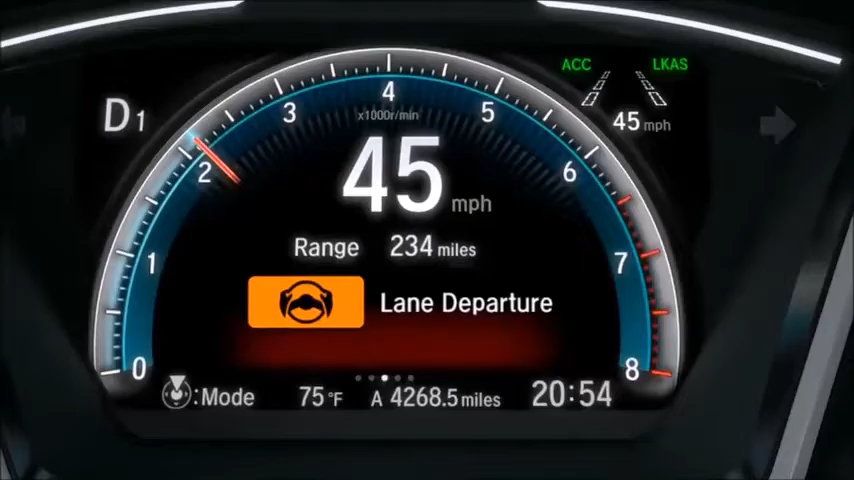 ACC LKAS
D1
45 mph
0 1 2 3 4 5 6 7 8
x1000r/min
45 mph
Range 234 miles
Lane Departure
:Mode 75°F A 4268.5 miles 20:54